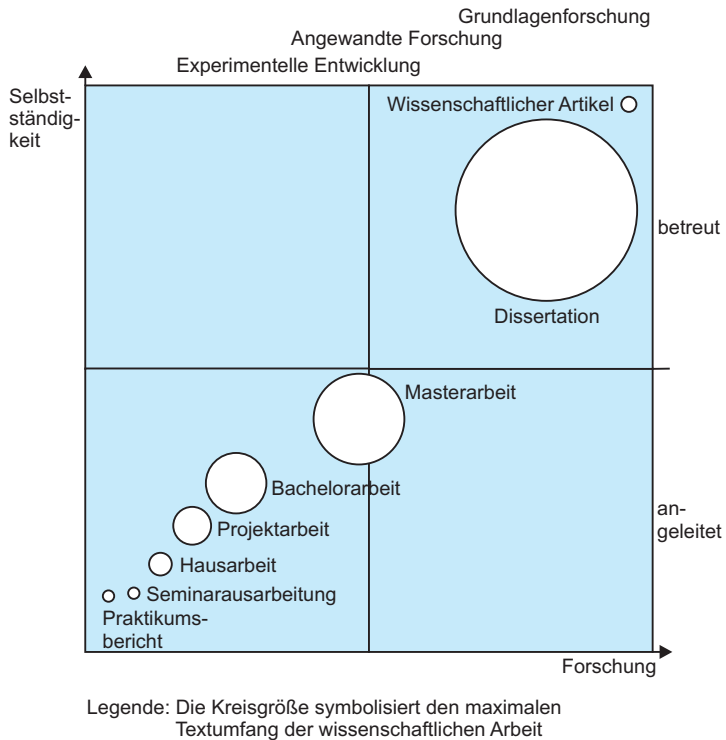 Grundlagenforschung
Angewandte Forschung
Experimentelle Entwicklung
Selbst-
ständig-
keit
Wissenschaftlicher Artikel
betreut
Dissertation
Masterarbeit
Bachelorarbeit
an-
geleitet
Projektarbeit
Hausarbeit
Seminarausarbeitung
Praktikums-
bericht
Forschung
Legende: Die Kreisgröße symbolisiert den maximalen
Textumfang der wissenschaftlichen Arbeit